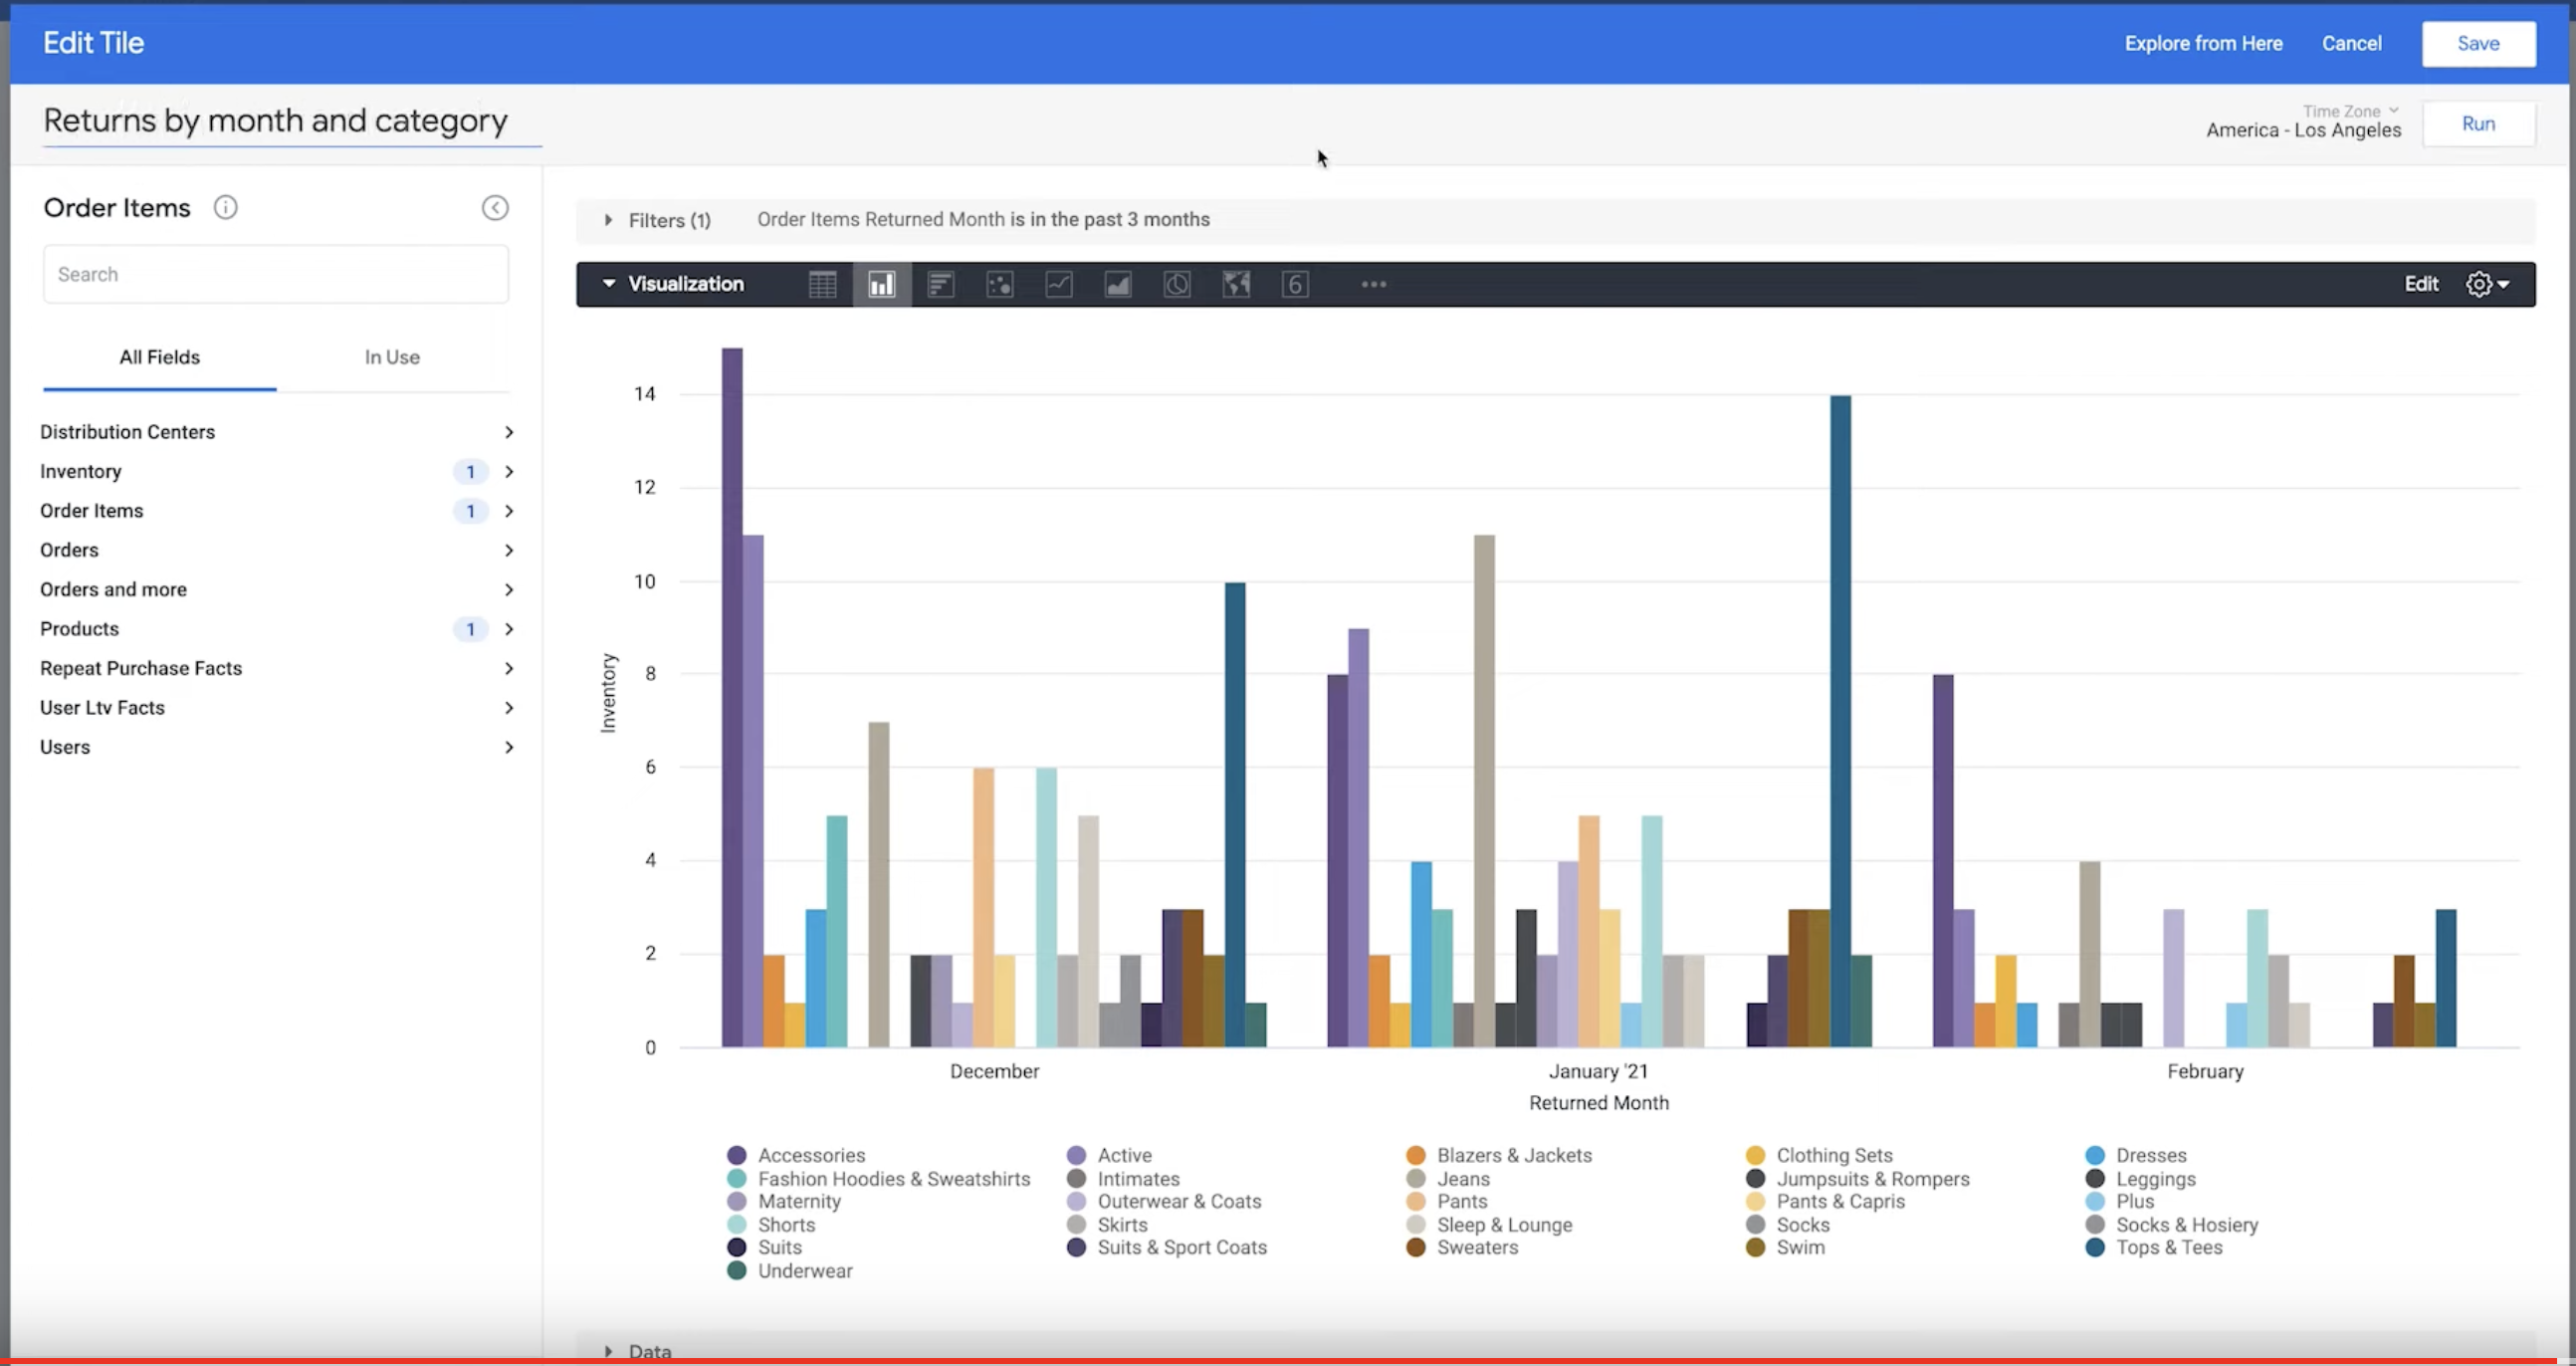 Edit Tile
Explore from Here
Cancel
Save
Returns by month and category
Time Zone
America - Los Angeles
Run
Order Items
Search
All Fields
In Use
Distribution Centers
Inventory 1
Order Items 1
Orders
Orders and more
Products 1
Repeat Purchase Facts
User Ltv Facts
Users
Filters (1) Order Items Returned Month is in the past 3 months
Visualization
6
Edit
14
12
10
8
6
4
2
0
Inventory
December
January '21
February
Returned Month
Accessories
Active
Blazers & Jackets
Clothing Sets
Dresses
Fashion Hoodies & Sweatshirts
Intimates
Jeans
Jumpsuits & Rompers
Leggings
Maternity
Outerwear & Coats
Pants
Pants & Capris
Plus
Shorts
Skirts
Sleep & Lounge
Socks
Socks & Hosiery
Suits
Suits & Sport Coats
Sweaters
Swim
Tops & Tees
Underwear
Data